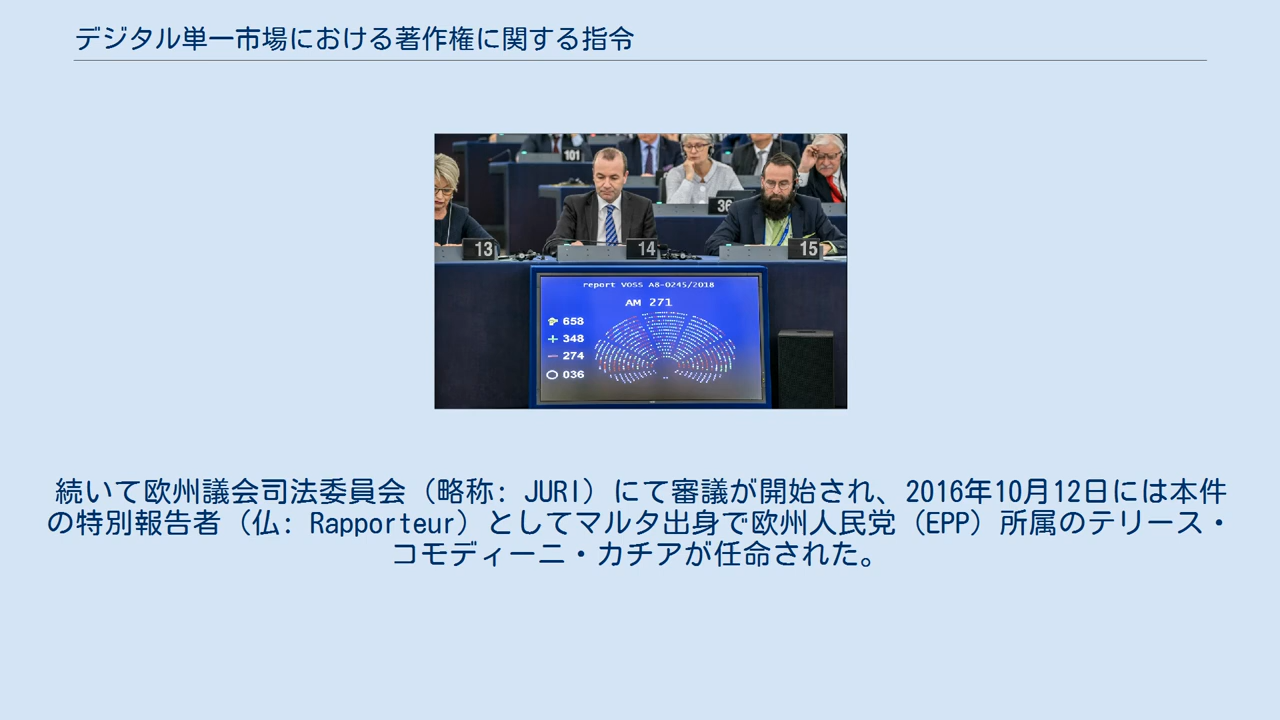 デジタル単一市場における著作権に関する指令
101
36
13
14
15
report VOSS A8-0245/2018
AM 271
658
348
274
036
続いて欧州議会司法委員会（略称: JURI）にて審議が開始され、2016年10月12日には本件
の特別報告者（仏: Rapporteur）としてマルタ出身で欧州人民党（EPP）所属のテリース・
コモディーニ・カチアが任命された。